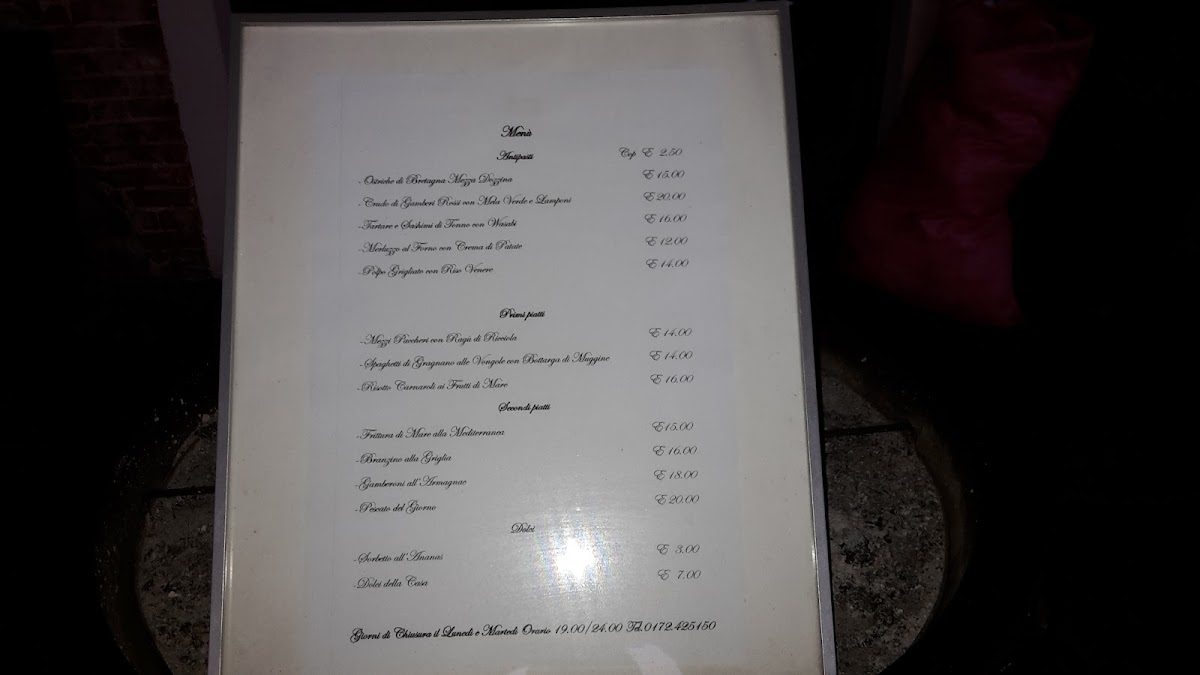 Menù
Antipasti Cop E 2.50
-Ostriche di Bretagna Mezza Dozzina E 15.00
-Crudo di Gamberi Rossi con Mela Verde e Lamponi E 20.00
-Tartare e Sashimi di Tonno con Wasabi E 16.00
-Merluzzo al Forno con Crema di Patate E 12.00
-Polpo Grigliato con Riso Venere E 14.00
Primi piatti
-Mezzi Paccheri con Ragù di Ricciola E 14.00
-Spaghetti di Gragnano alle Vongole con Bottarga di Muggine E 14.00
-Risotto Carnaroli ai Frutti di Mare E 16.00
Secondi piatti
-Frittura di Mare alla Mediterranea E 15.00
-Branzino alla Griglia E 16.00
-Gamberoni all'Armagnac E 18.00
-Pescato del Giorno E 20.00
Dolci
-Sorbetto all'Ananas E 3.00
-Dolci della Casa E 7.00
Giorni di Chiusura il Lunedì e Martedì Orario 19.00/24.00 Tel.0172.425150